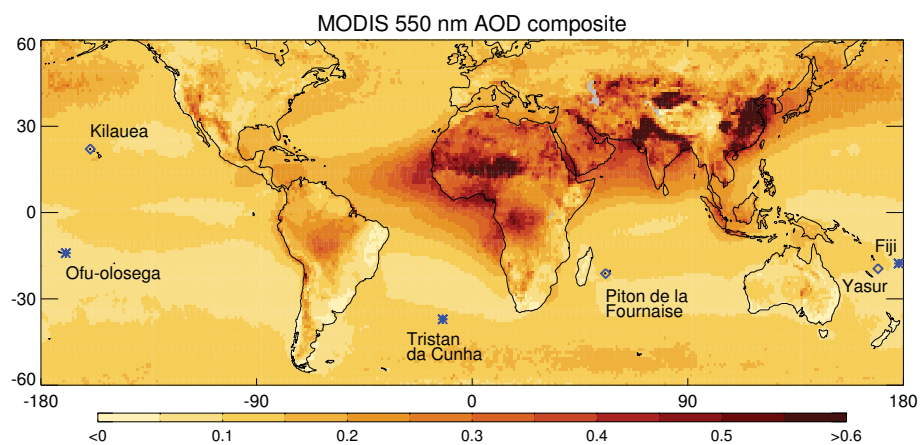 MODIS 550 nm AOD composite
60
30
0
-30
-60
Kilauea
Ofu-olosega
Tristan
da Cunha
Piton de la
Fournaise
Fiji
Yasur
-180 -90 0 90 180
<0 0.1 0.2 0.3 0.4 0.5 >0.6